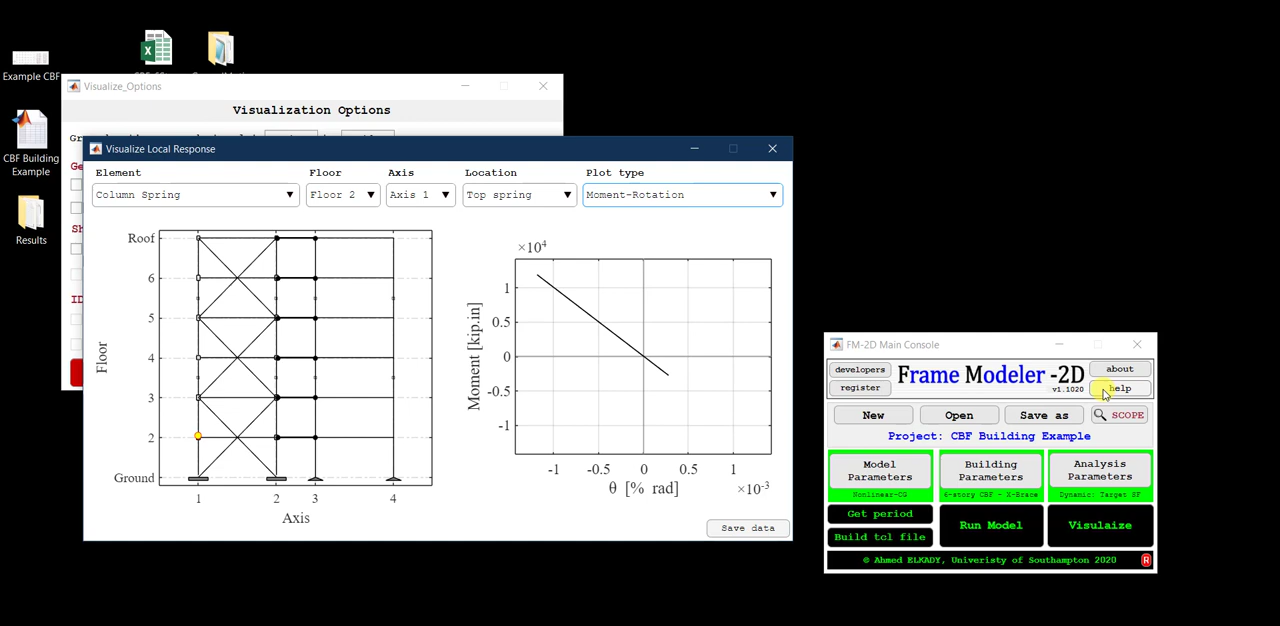 Example CBF
CBF Building
Example
Results
Visualize_Options
Visualization Options
Visualize Local Response
Element
Floor
Axis
Location
Plot type
Column Spring
Floor 2
Axis 1
Top spring
Moment-Rotation
Roof
6
5
4
3
2
Ground
Floor
1
2
3
4
Axis
×10⁴
1
0.5
0
-0.5
-1
Moment [kip.in]
-1
-0.5
0
0.5
1
θ [% rad]
×10⁻³
Save data
FM-2D Main Console
developers
register
Frame Modeler -2D
v1.1020
about
help
New
Open
Save as
SCOPE
Project: CBF Building Example
Model
Parameters
Nonlinear-CG
Building
Parameters
6-story CBF - X-Brace
Analysis
Parameters
Dynamic: Target SF
Get period
Build tcl file
Run Model
Visulaize
© Ahmed ELKADY, Univeristy of Southampton 2020
R